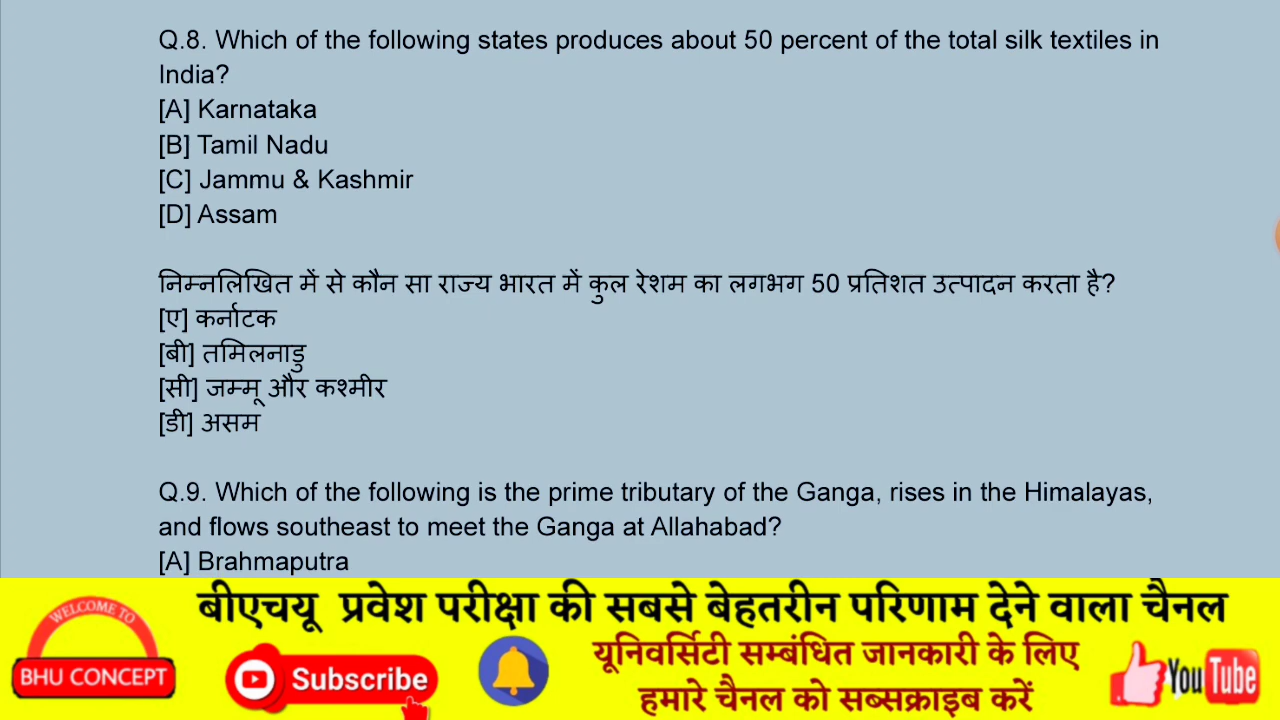 Q.8. Which of the following states produces about 50 percent of the total silk textiles in
India?
[A] Karnataka
[B] Tamil Nadu
[C] Jammu & Kashmir
[D] Assam
निम्नलिखित में से कौन सा राज्य भारत में कुल रेशम का लगभग 50 प्रतिशत उत्पादन करता है?
[ए] कर्नाटक
[बी] तमिलनाडु
[सी] जम्मू और कश्मीर
[डी] असम
Q.9. Which of the following is the prime tributary of the Ganga, rises in the Himalayas,
and flows southeast to meet the Ganga at Allahabad?
[A] Brahmaputra
बीएचयू प्रवेश परीक्षा की सबसे बेहतरीन परिणाम देने वाला चैनल
WELCOME TO
BHU CONCEPT
Subscribe
यूनिवर्सिटी सम्बंधित जानकारी के लिए
हमारे चैनल को सब्सक्राइब करें
YouTube